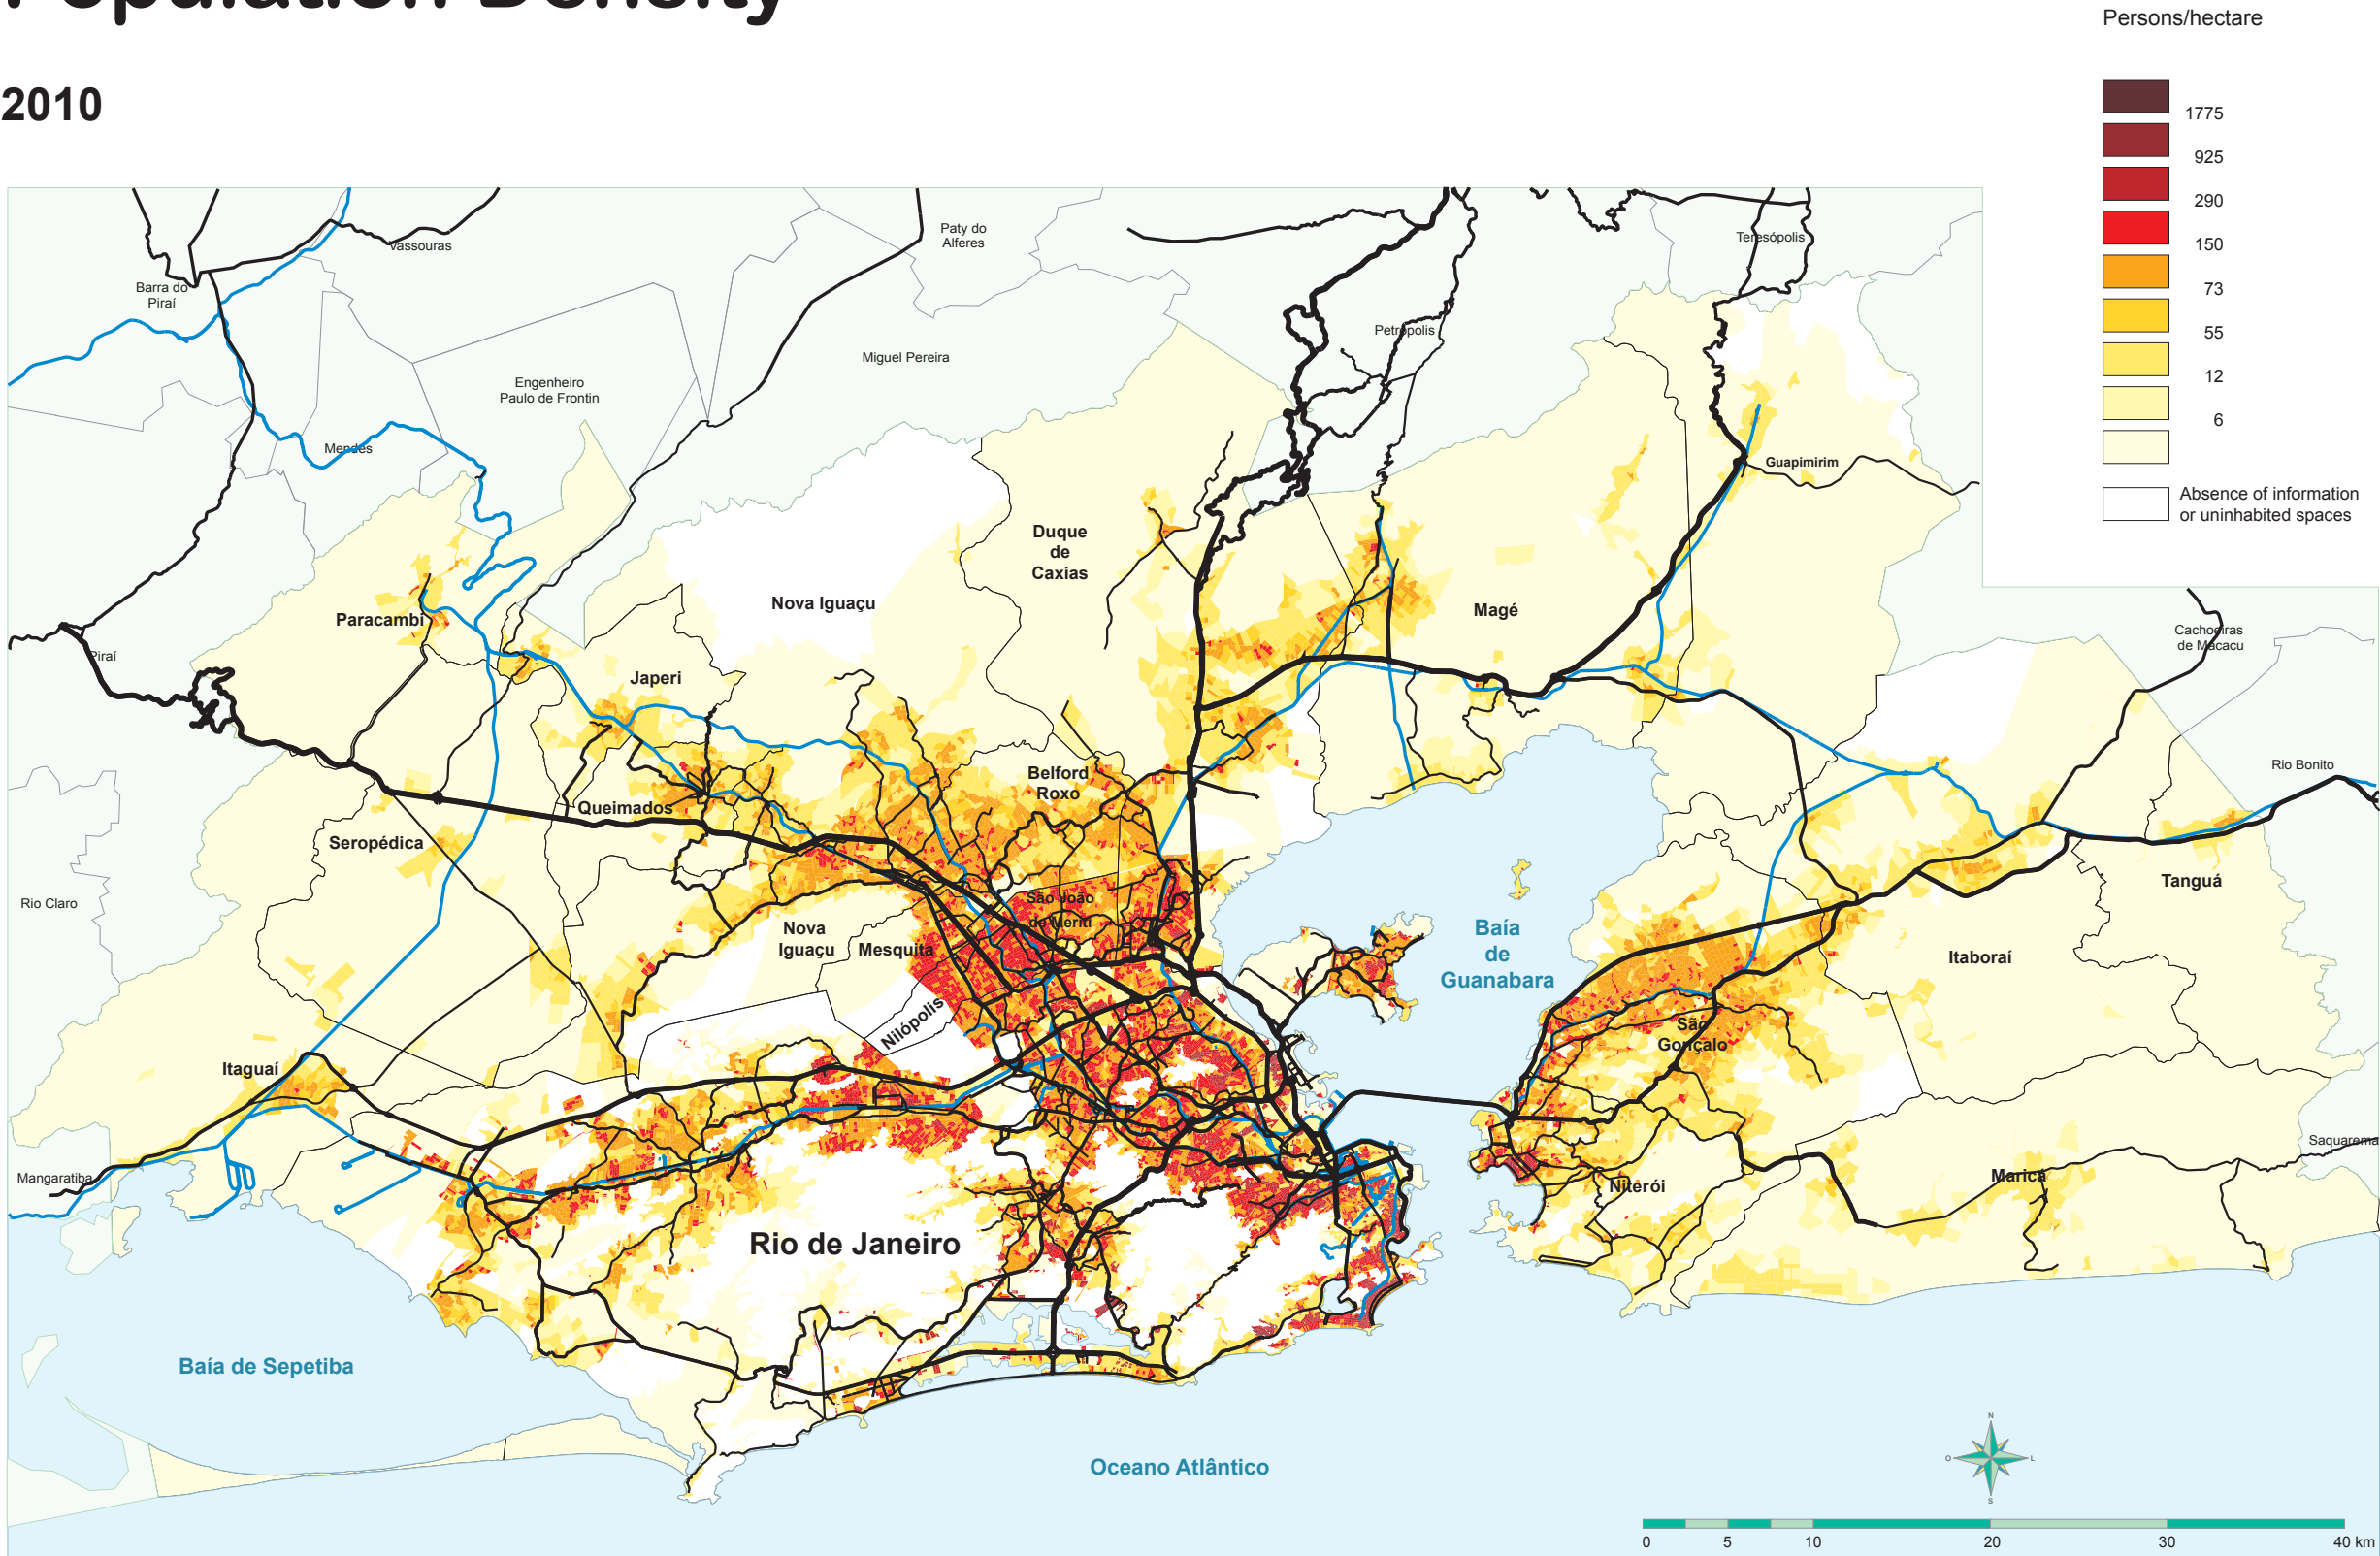 Population Density
2010
Persons/hectare
1775
925
290
150
73
55
12
6
Absence of information
or uninhabited spaces
Vassouras
Paty do
Alferes
Teresópolis
Barra do
Piraí
Petrópolis
Miguel Pereira
Engenheiro
Paulo de Frontin
Mendes
Guapimirim
Duque
de
Caxias
Nova Iguaçu
Magé
Paracambi
Cachoeiras
de Macacu
Piraí
Japeri
Rio Bonito
Belford
Roxo
Queimados
Seropédica
Tanguá
Rio Claro
São João
de Meriti
Nova
Iguaçu
Mesquita
Baía
de
Guanabara
Itaboraí
Nilópolis
São
Gonçalo
Itaguaí
Saquarema
Mangaratiba
Maricá
Niterói
Rio de Janeiro
Baía de Sepetiba
Oceano Atlântico
N
O
L
S
0
5
10
20
30
40 km